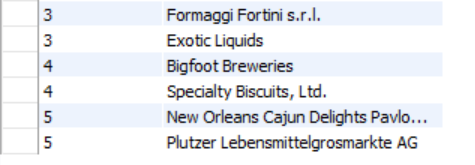 3 Formaggi Fortini s.r.l.
3 Exotic Liquids
4 Bigfoot Breweries
4 Specialty Biscuits, Ltd.
5 New Orleans Cajun Delights Pavlo...
5 Plutzer Lebensmittelgrosmarkte AG